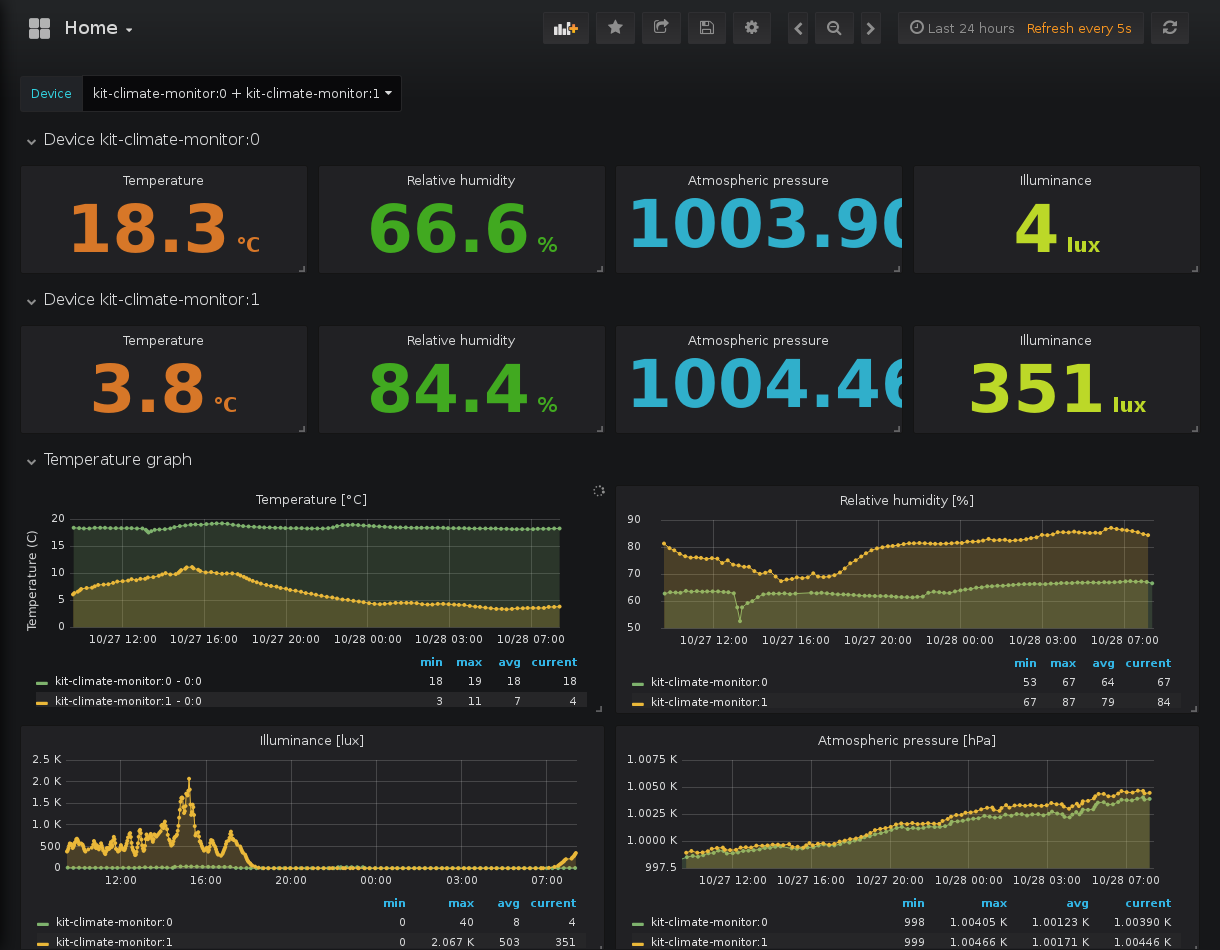 Home
Last 24 hours Refresh every 5s
Device kit-climate-monitor:0 + kit-climate-monitor:1
Device kit-climate-monitor:0
Temperature Relative humidity Atmospheric pressure Illuminance
18.3 °C 66.6 % 1003.90 4 lux
Device kit-climate-monitor:1
Temperature Relative humidity Atmospheric pressure Illuminance
3.8 °C 84.4 % 1004.46 351 lux
Temperature graph
Temperature [°C]
Temperature (C)
20
15
10
5
0
10/27 12:00 10/27 16:00 10/27 20:00 10/28 00:00 10/28 03:00 10/28 07:00
min max avg current
kit-climate-monitor:0 - 0:0 18 19 18 18
kit-climate-monitor:1 - 0:0 3 11 7 4
Relative humidity [%]
90
80
70
60
50
10/27 12:00 10/27 16:00 10/27 20:00 10/28 00:00 10/28 03:00 10/28 07:00
min max avg current
kit-climate-monitor:0 53 67 64 67
kit-climate-monitor:1 67 87 79 84
Illuminance [lux]
2.5 K
2.0 K
1.5 K
1.0 K
500
0
12:00 16:00 20:00 00:00 03:00 07:00
min max avg current
kit-climate-monitor:0 0 40 8 4
kit-climate-monitor:1 0 2.067 K 503 351
Atmospheric pressure [hPa]
1.0075 K
1.0050 K
1.0025 K
1.0000 K
997.5
10/27 12:00 10/27 16:00 10/27 20:00 10/28 00:00 10/28 03:00 10/28 07:00
min max avg current
kit-climate-monitor:0 998 1.00405 K 1.00123 K 1.00390 K
kit-climate-monitor:1 999 1.00466 K 1.00171 K 1.00446 K